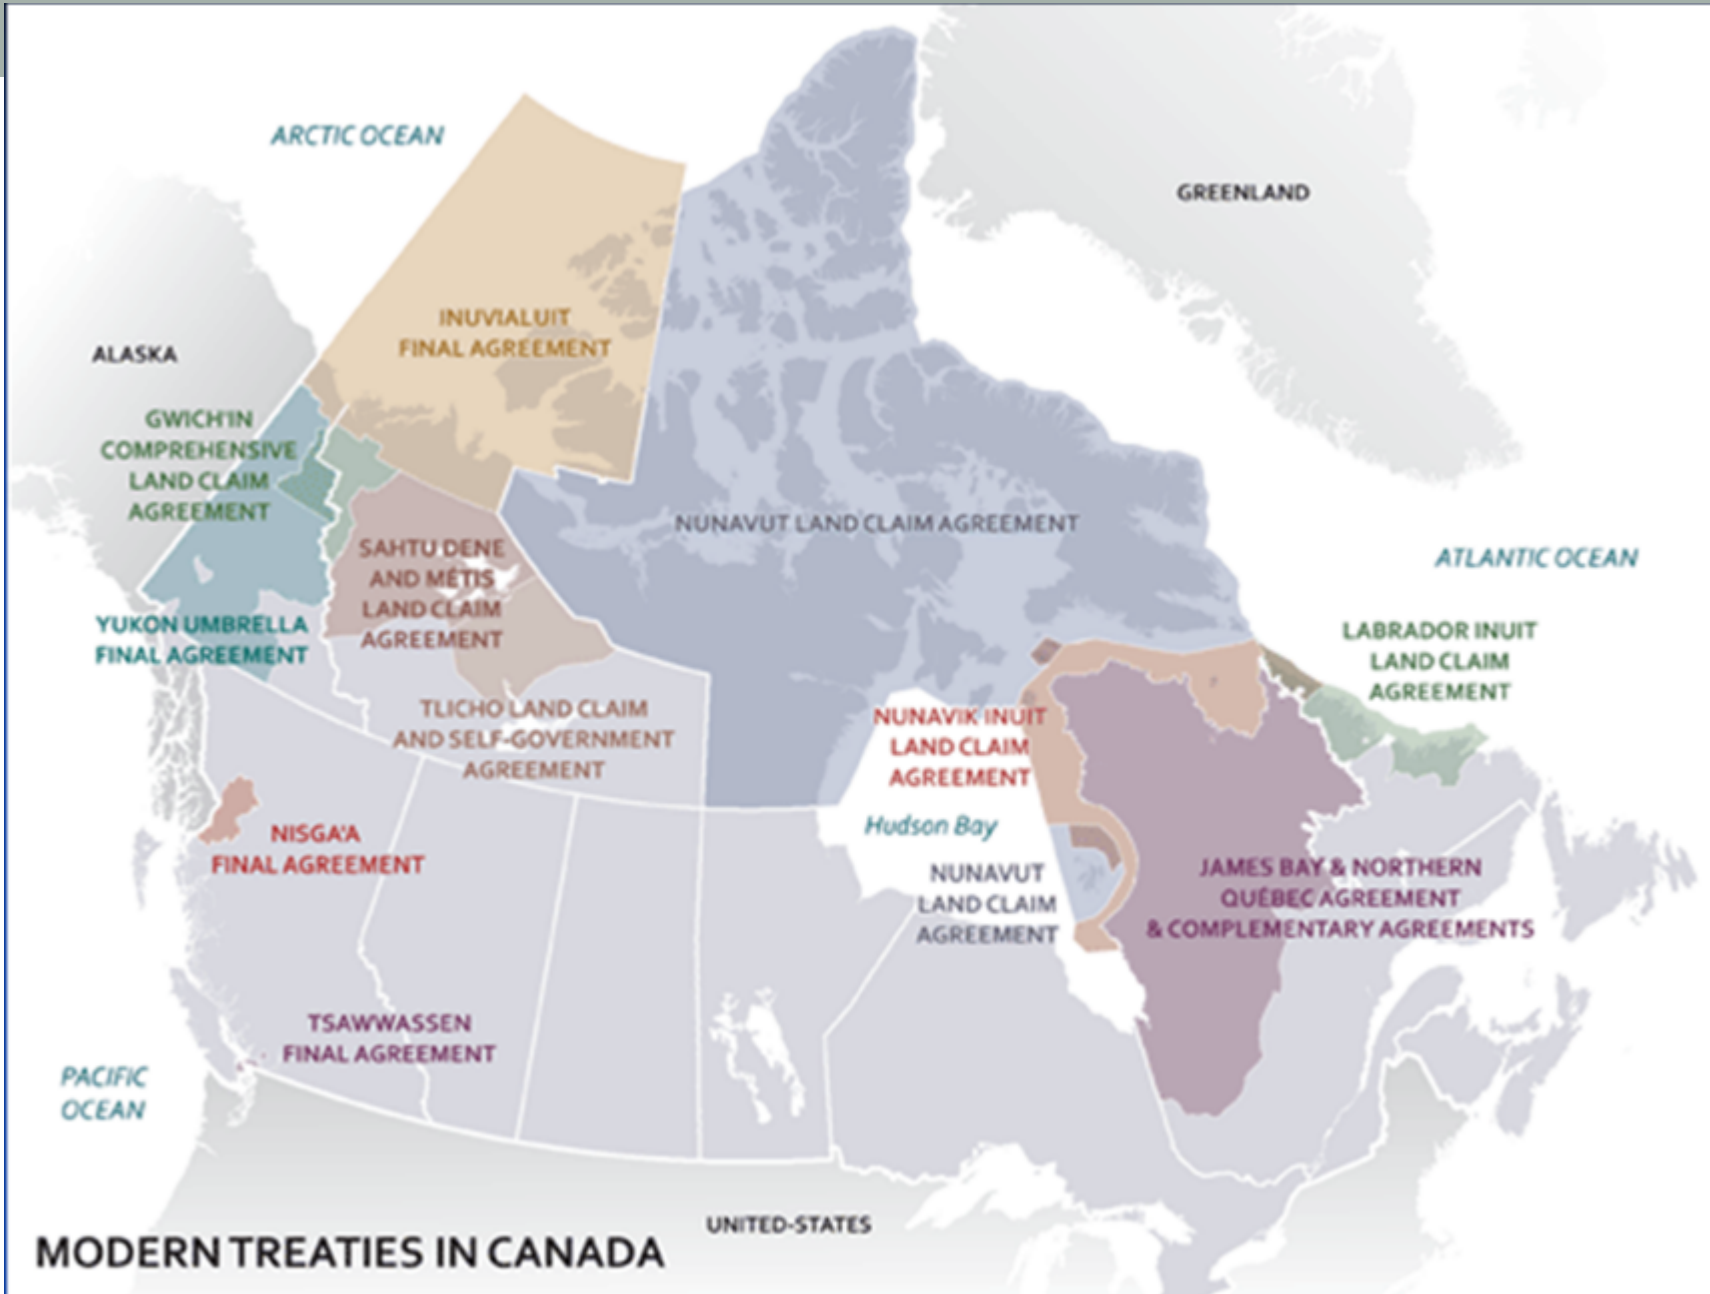 ARCTIC OCEAN
GREENLAND
INUVIALUIT
FINAL AGREEMENT
ALASKA
GWICH'IN
COMPREHENSIVE
LAND CLAIM
AGREEMENT
NUNAVUT LAND CLAIM AGREEMENT
SAHTU DENE
AND MÉTIS
LAND CLAIM
AGREEMENT
ATLANTIC OCEAN
YUKON UMBRELLA
FINAL AGREEMENT
LABRADOR INUIT
LAND CLAIM
AGREEMENT
TLICHO LAND CLAIM
AND SELF-GOVERNMENT
AGREEMENT
NUNAVIK INUIT
LAND CLAIM
AGREEMENT
Hudson Bay
NISGA'A
FINAL AGREEMENT
NUNAVUT
LAND CLAIM
AGREEMENT
JAMES BAY & NORTHERN
QUÉBEC AGREEMENT
& COMPLEMENTARY AGREEMENTS
TSAWWASSEN
FINAL AGREEMENT
PACIFIC
OCEAN
UNITED-STATES
MODERN TREATIES IN CANADA